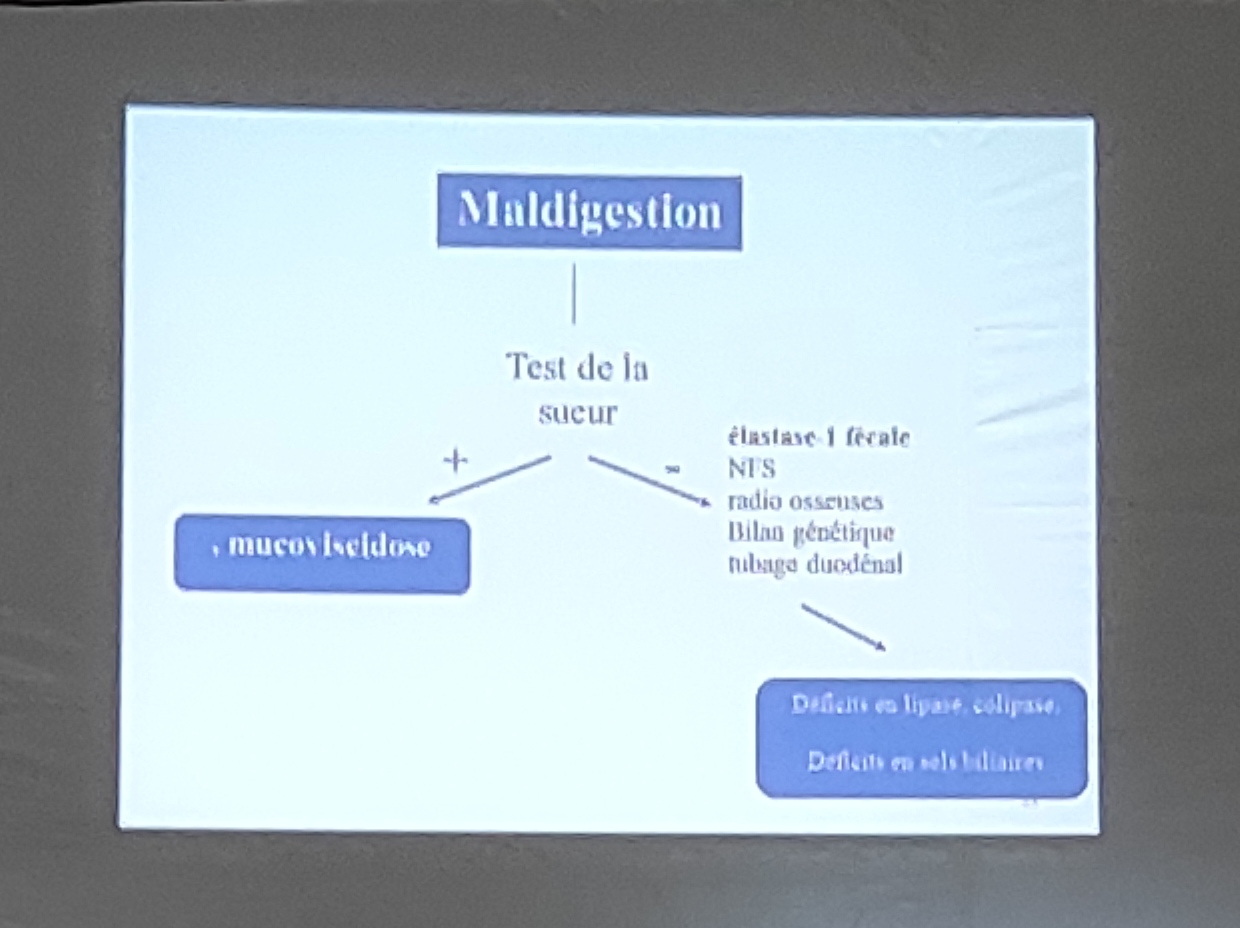 Maldigestion
Test de la
sueur
+
-
élastase-1 fécale
NFS
radio osseuses
Bilan génétique
tubage duodénal
, mucoviscidose
Déficits en lipase, colipase,
Déficits en sels biliaires